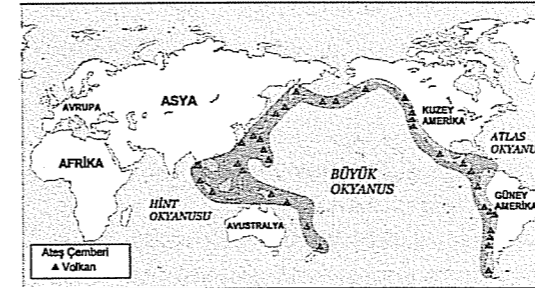 AVRUPA
ASYA
AFRİKA
HİNT
OKYANUSU
AVUSTRALYA
BÜYÜK
OKYANUS
KUZEY
AMERİKA
ATLAS
OKYANU
GÜNEY
AMERİKA
Ateş Çemberi
Volkan